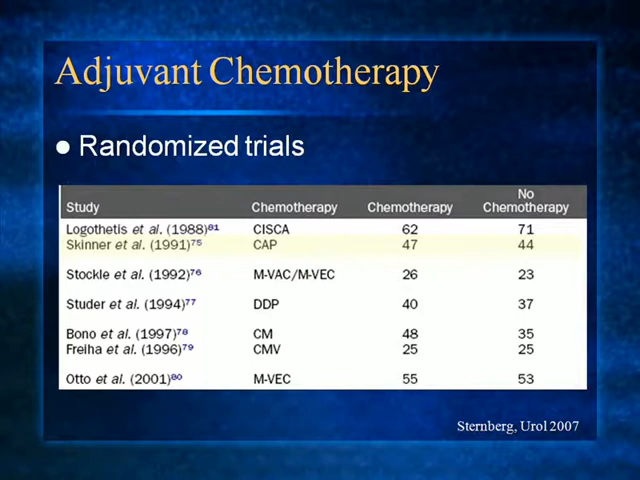 Adjuvant Chemotherapy
● Randomized trials
Study Chemotherapy Chemotherapy No Chemotherapy
Logothetis et al. (1988)81 CISCA 62 71
Skinner et al. (1991)75 CAP 47 44
Stockle et al. (1992)76 M-VAC/M-VEC 26 23
Studer et al. (1994)77 DDP 40 37
Bono et al. (1997)78 CM 48 35
Freiha et al. (1996)79 CMV 25 25
Otto et al. (2001)80 M-VEC 55 53
Sternberg, Urol 2007